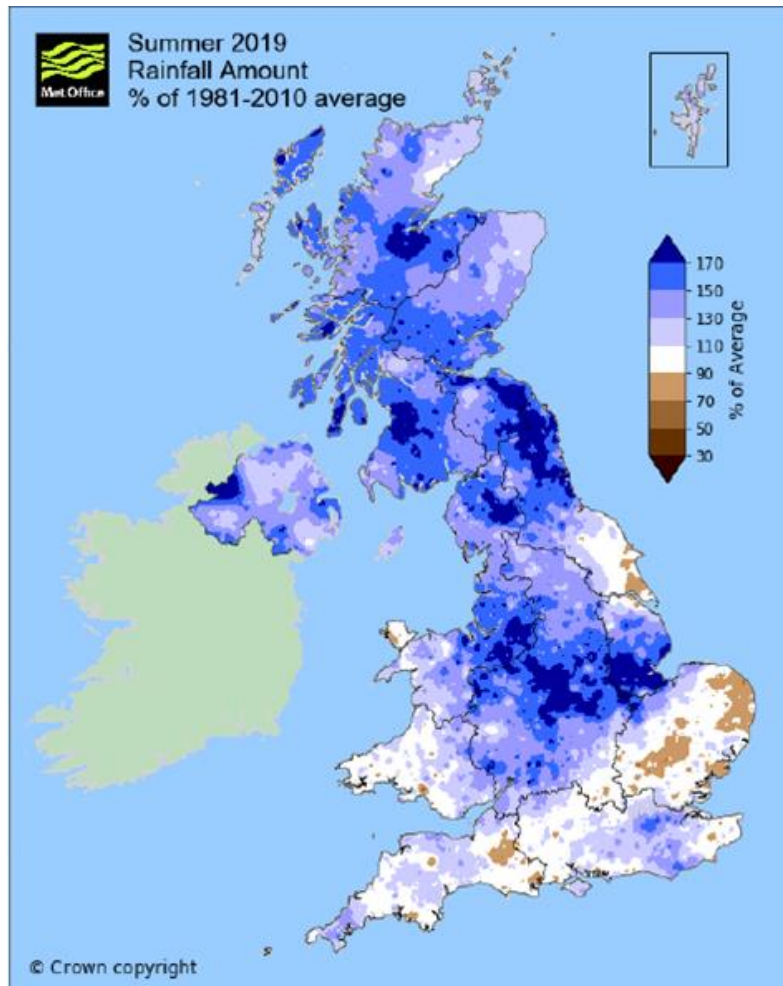 Met Office
Summer 2019
Rainfall Amount
% of 1981-2010 average
170
150
130
110
90
70
50
30
% of Average
© Crown copyright